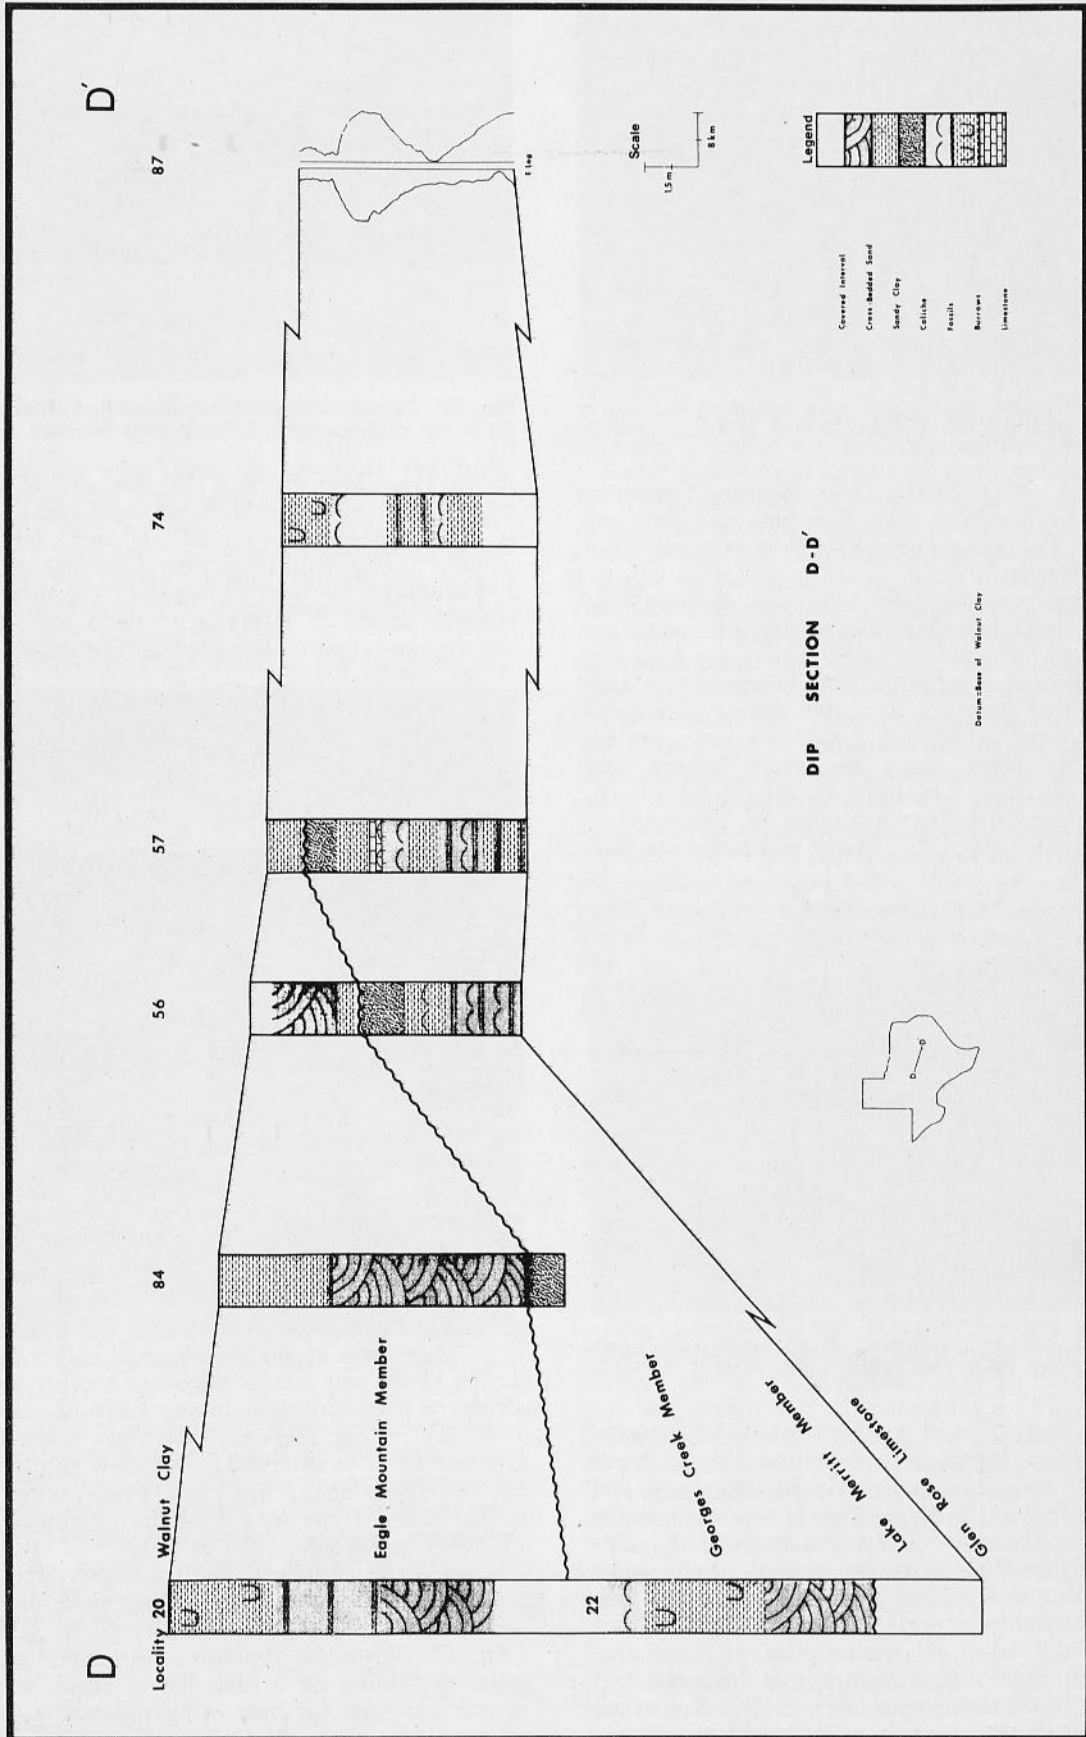 D
D′
Locality 20
84
56
57
74
87
Walnut Clay
Eagle Mountain Member
22
Georges Creek Member
Lake Merritt Member
Glen Rose Limestone
E Log
Scale
1.5 m
8 km
DIP SECTION D-D′
Datum=Base of Walnut Clay
D
D′
Legend
Covered Interval
Cross-Bedded Sand
Sandy Clay
Caliche
Fossils
Burrows
Limestone